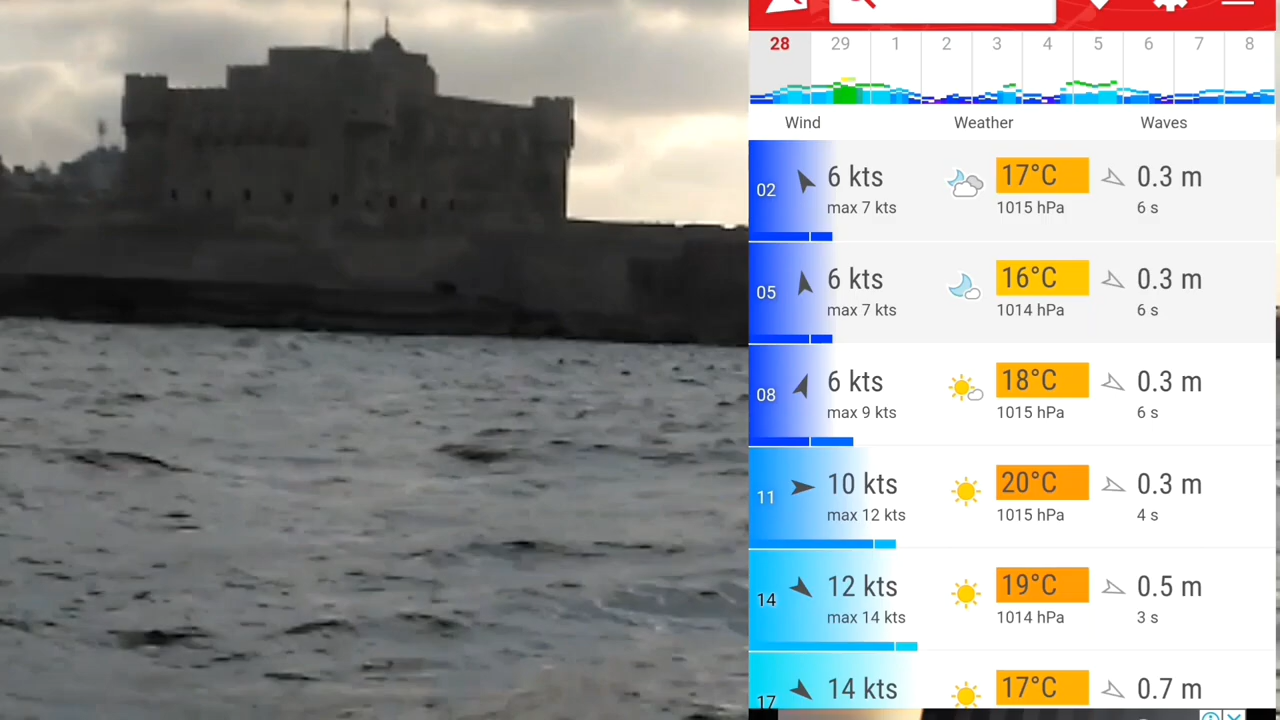 28 29 1 2 3 4 5 6 7 8
Wind Weather Waves
02 6 kts 17°C 0.3 m
max 7 kts 1015 hPa 6 s
05 6 kts 16°C 0.3 m
max 7 kts 1014 hPa 6 s
08 6 kts 18°C 0.3 m
max 9 kts 1015 hPa 6 s
11 10 kts 20°C 0.3 m
max 12 kts 1015 hPa 4 s
14 12 kts 19°C 0.5 m
max 14 kts 1014 hPa 3 s
17 14 kts 17°C 0.7 m